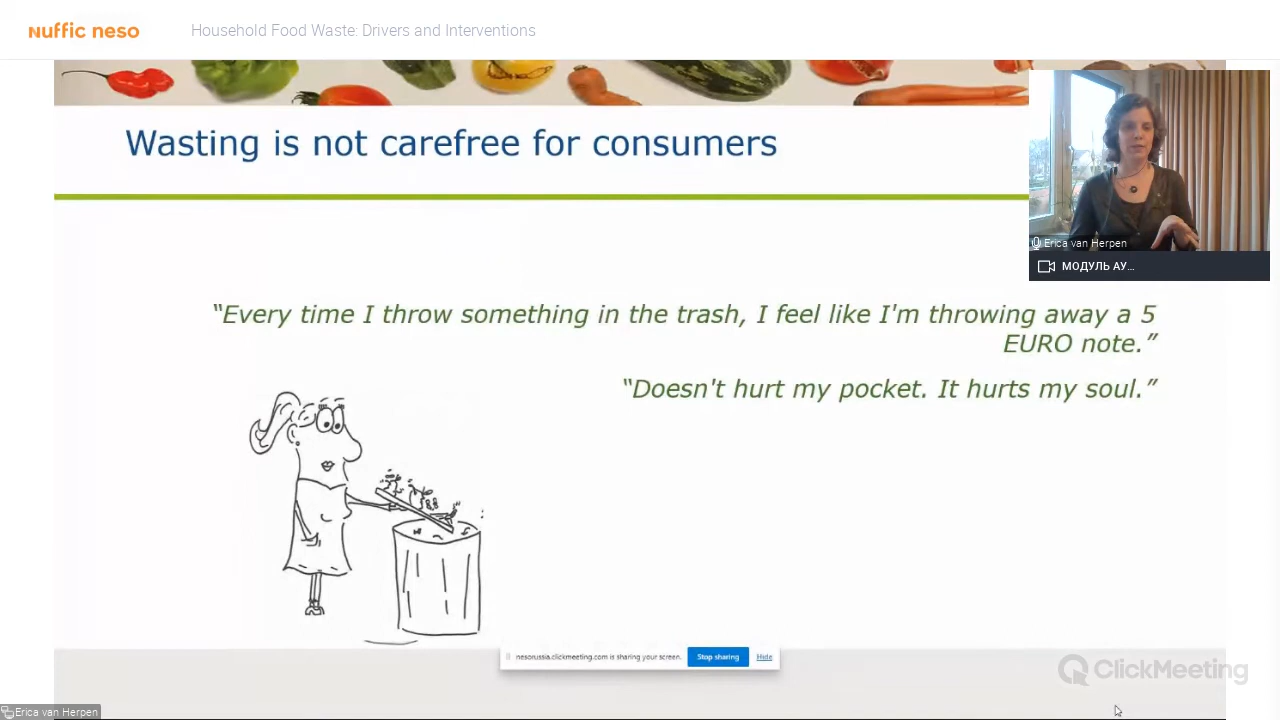 nuffic neso
Household Food Waste: Drivers and Interventions
Wasting is not carefree for consumers
Erica van Herpen
МОДУЛЬ АУ...
“Every time I throw something in the trash, I feel like I'm throwing away a 5
EURO note.”
“Doesn't hurt my pocket. It hurts my soul.”
nesorussia.clickmeeting.com is sharing your screen.
Stop sharing
Hide
ClickMeeting
Erica van Herpen